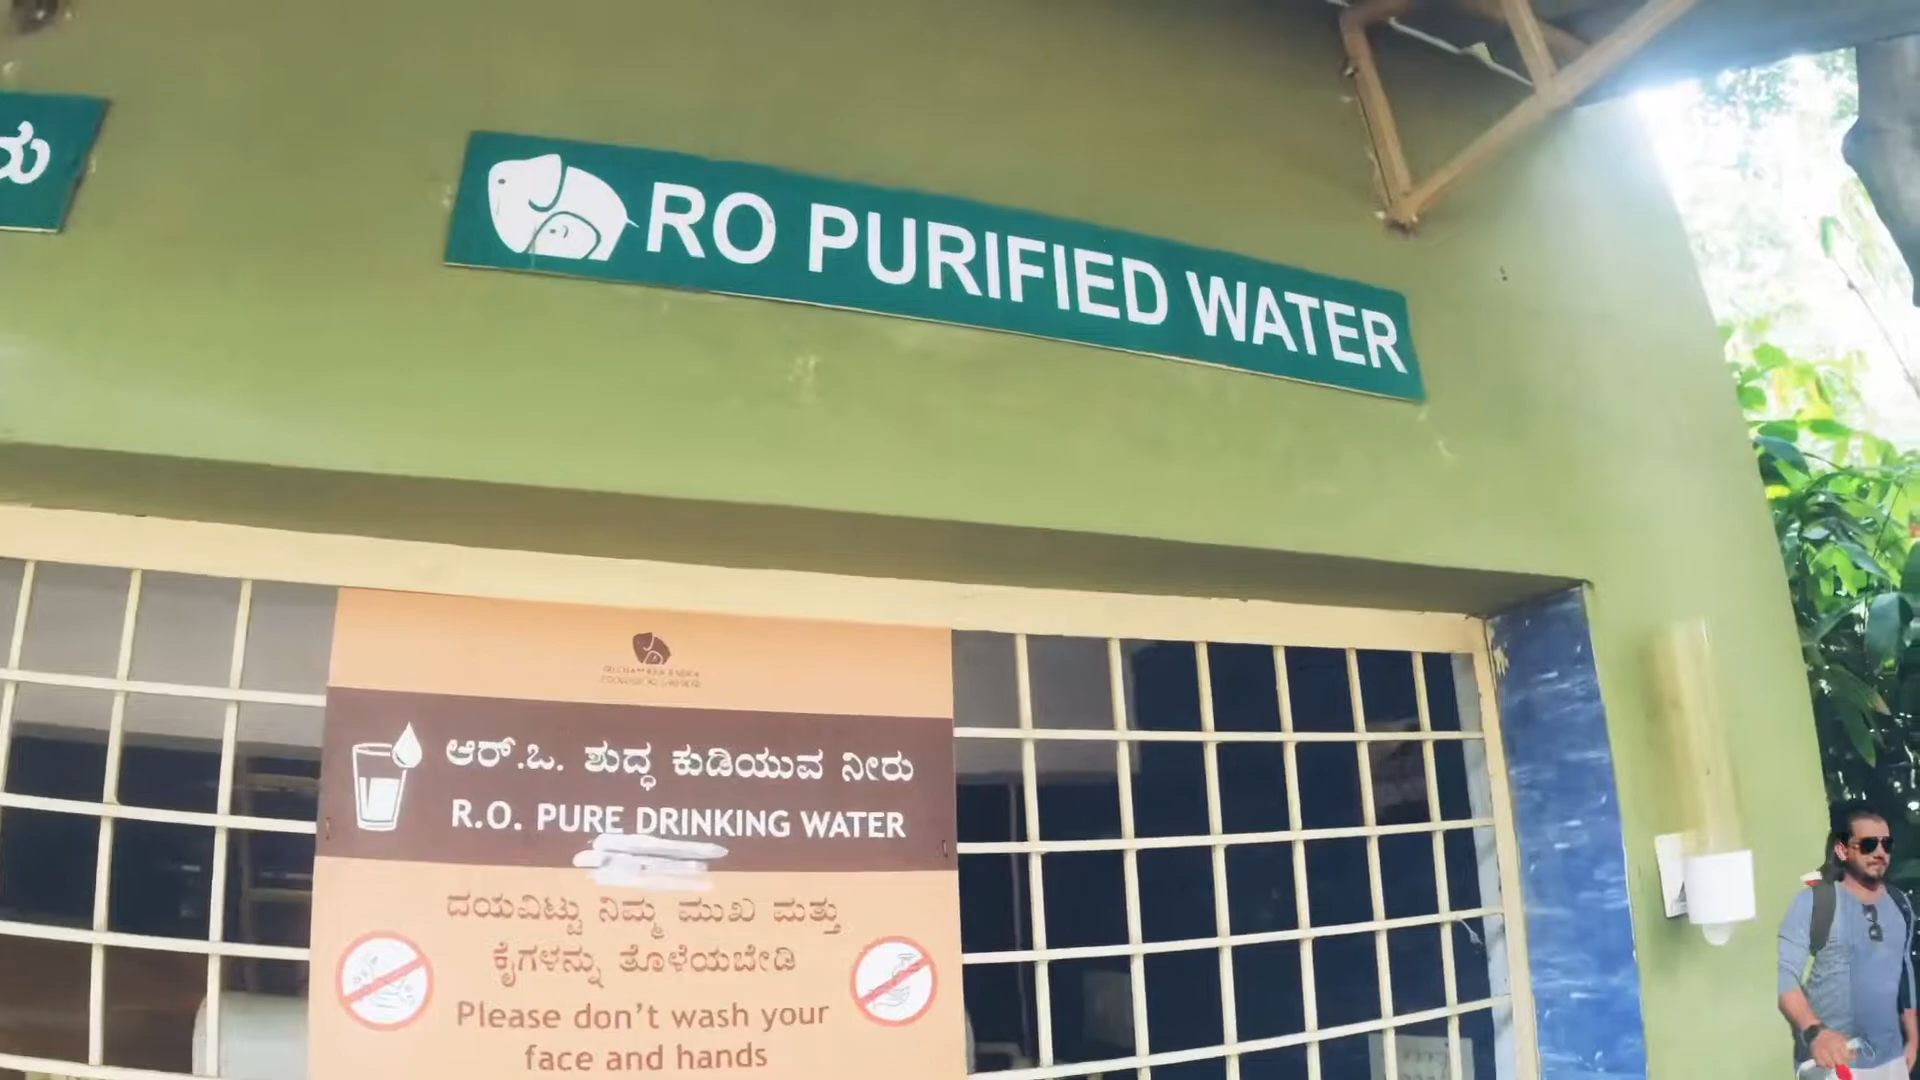 RO PURIFIED WATER
ಆರ್.ಒ. ಶುದ್ಧ ಕುಡಿಯುವ ನೀರು
R.O. PURE DRINKING WATER
ದಯವಿಟ್ಟು ನಿಮ್ಮ ಮುಖ ಮತ್ತು
ಕೈಗಳನ್ನು ತೊಳೆಯಬೇಡಿ
Please don't wash your
face and hands